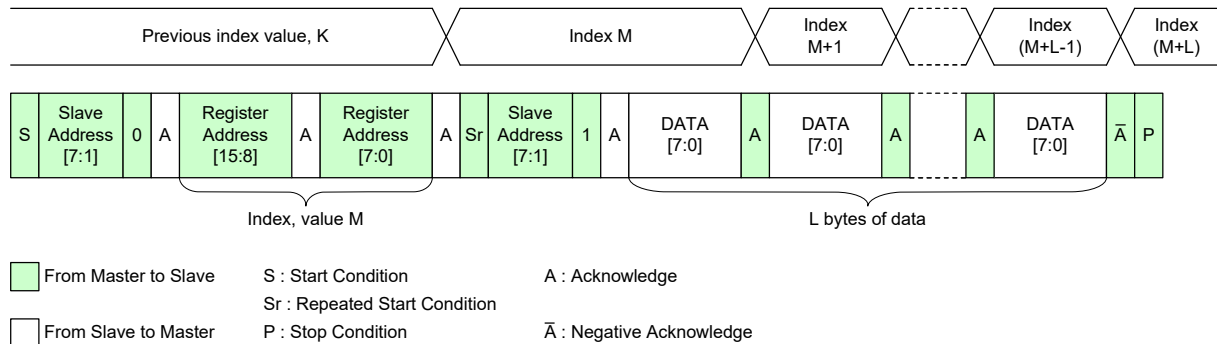 Previous index value, K
Index M
Index
M+1
Index
(M+L-1)
Index
(M+L)
S
Slave
Address
[7:1]
0
A
Register
Address
[15:8]
A
Register
Address
[7:0]
A
Sr
Slave
Address
[7:1]
1
A
DATA
[7:0]
A
DATA
[7:0]
A
A
DATA
[7:0]
A̅
P
Index, value M
L bytes of data
From Master to Slave
S : Start Condition
A : Acknowledge
Sr : Repeated Start Condition
From Slave to Master
P : Stop Condition
A̅ : Negative Acknowledge